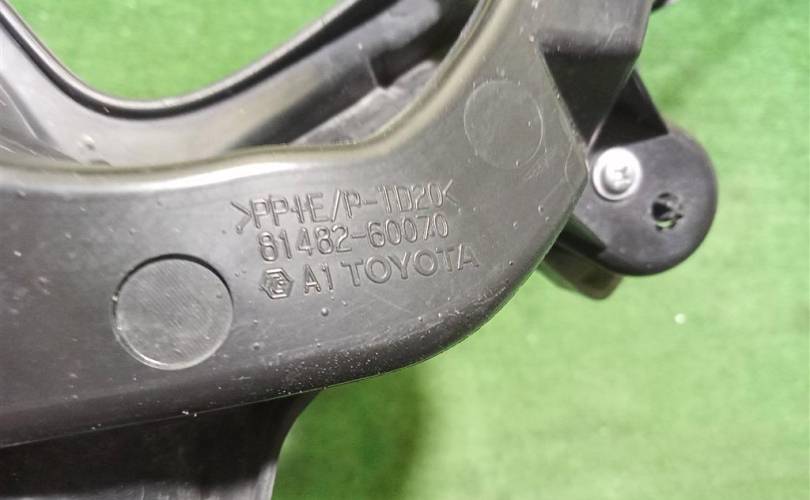 >PP+E/P-TD20<
81482-60070
A1 TOYOTA